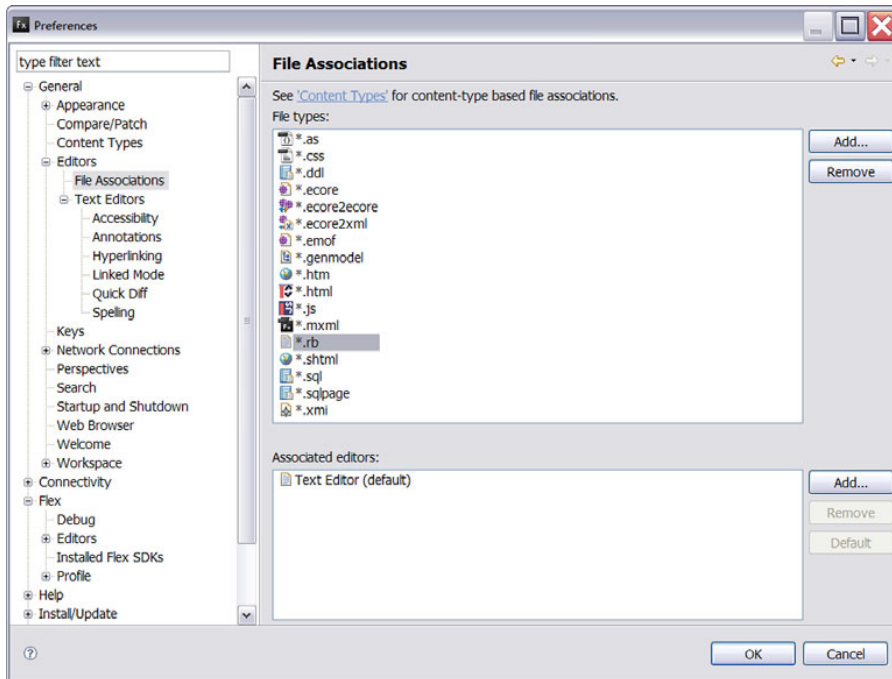 Fx Preferences
type filter text
General
Appearance
Compare/Patch
Content Types
Editors
File Associations
Text Editors
Accessibility
Annotations
Hyperlinking
Linked Mode
Quick Diff
Speling
Keys
Network Connections
Perspectives
Search
Startup and Shutdown
Web Browser
Welcome
Workspace
Connectivity
Flex
Debug
Editors
Installed Flex SDKs
Profile
Help
Install/Update
File Associations
See 'Content Types' for content-type based file associations.
File types:
*.as
*.css
*.ddl
*.ecore
*.ecore2ecore
*.ecore2xml
*.emof
*.genmodel
*.htm
*.html
*.js
*.mxml
*.rb
*.shtml
*.sql
*.sqlpage
*.xmi
Add...
Remove
Associated editors:
Text Editor (default)
Add...
Remove
Default
OK
Cancel